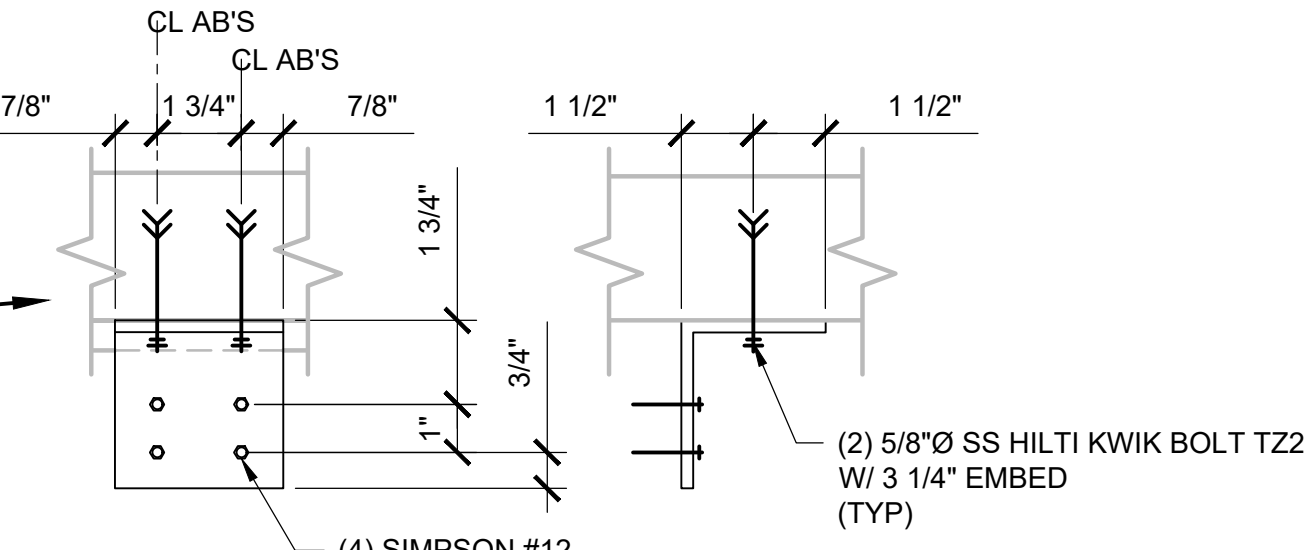 CL AB'S
CL AB'S
7/8"
1 3/4"
7/8"
1 1/2"
1 1/2"
1 3/4"
3/4"
1"
(2) 5/8"Ø SS HILTI KWIK BOLT TZ2
W/ 3 1/4" EMBED
(TYP)
(4) SIMPSON #12